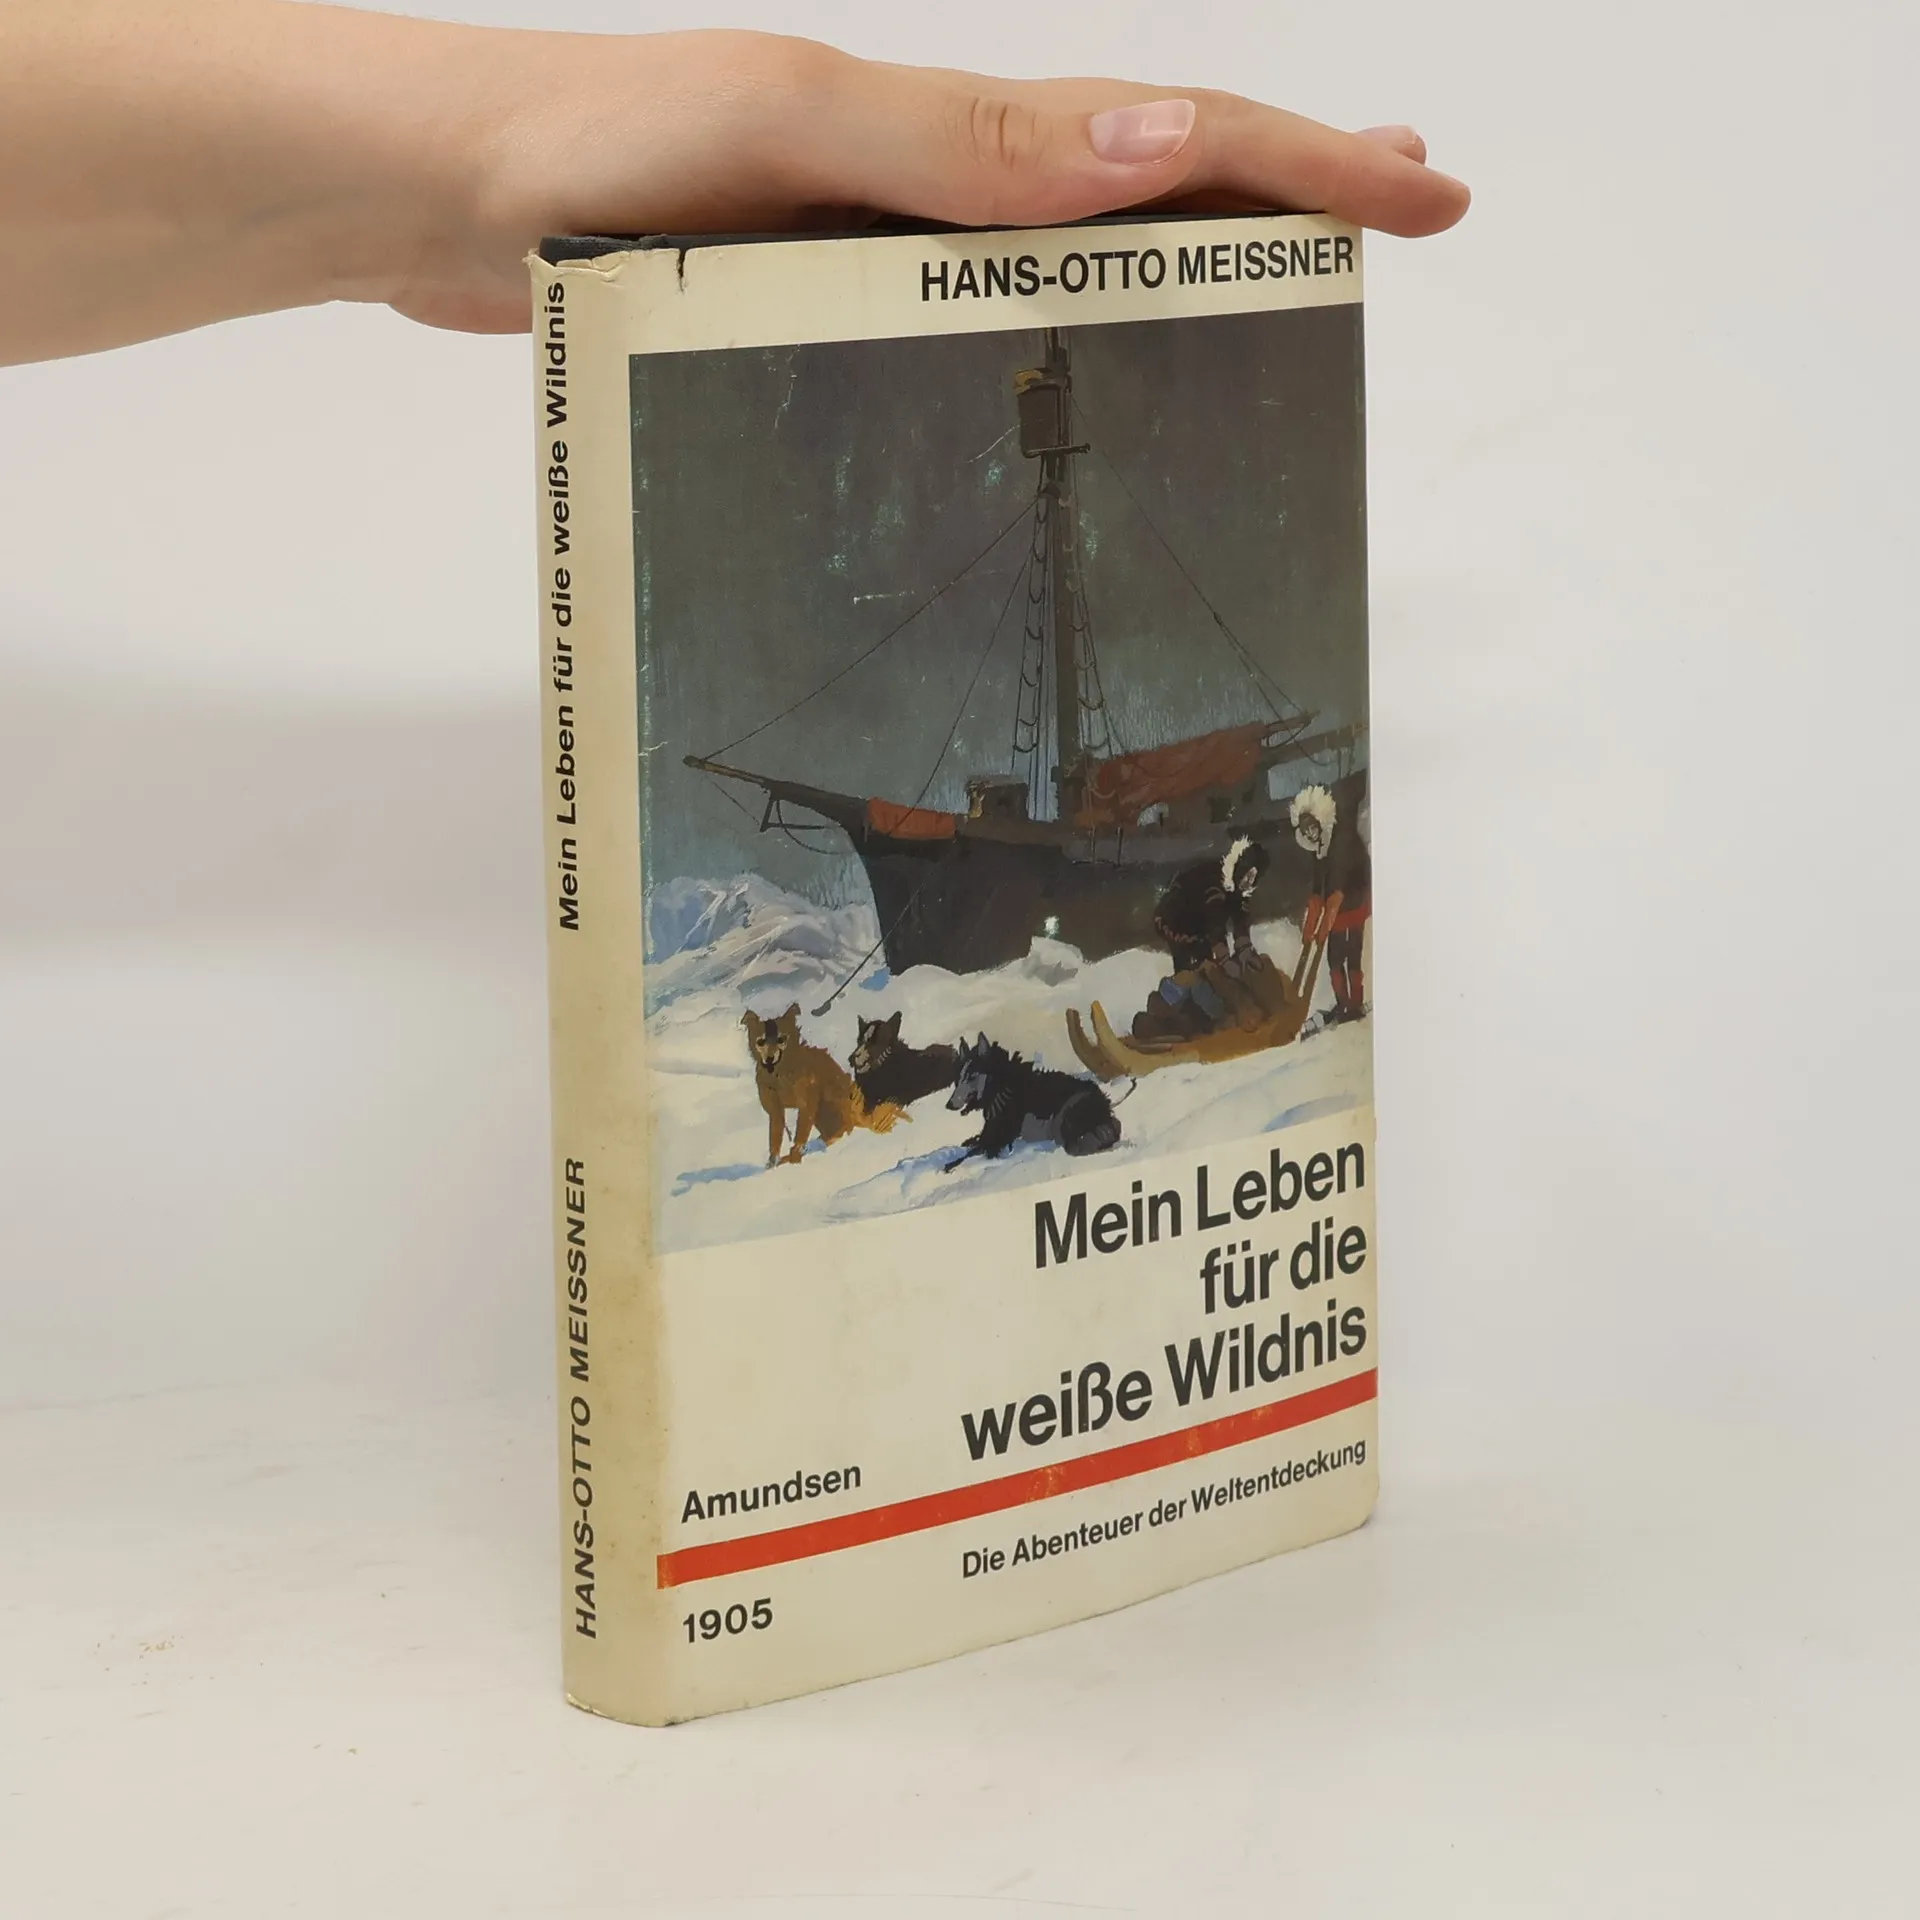 HANS-OTTO MEISSNER
Mein Leben
für die
weiße Wildnis
Amundsen
Die Abenteuer der Weltentdeckung
1905
Mein Leben für die weiße Wildnis
HANS-OTTO MEISSNER